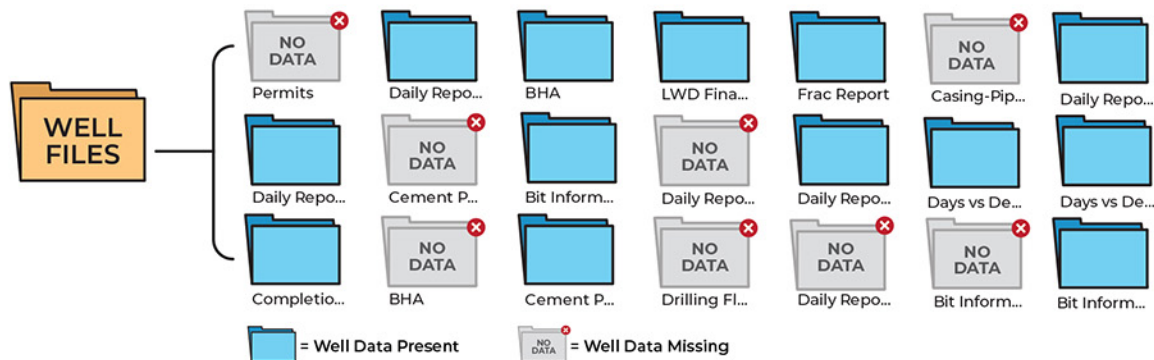 WELL
FILES
NO
DATA
Permits
Daily Repo...
BHA
LWD Fina...
Frac Report
NO
DATA
Casing-Pip...
Daily Repo...
Daily Repo...
NO
DATA
Cement P...
Bit Inform...
NO
DATA
Daily Repo...
Daily Repo...
Days vs De...
Days vs De...
Completio...
NO
DATA
BHA
Cement P...
NO
DATA
Drilling Fl...
NO
DATA
Daily Repo...
NO
DATA
Bit Inform...
Bit Inform...
= Well Data Present
NO
DATA
= Well Data Missing